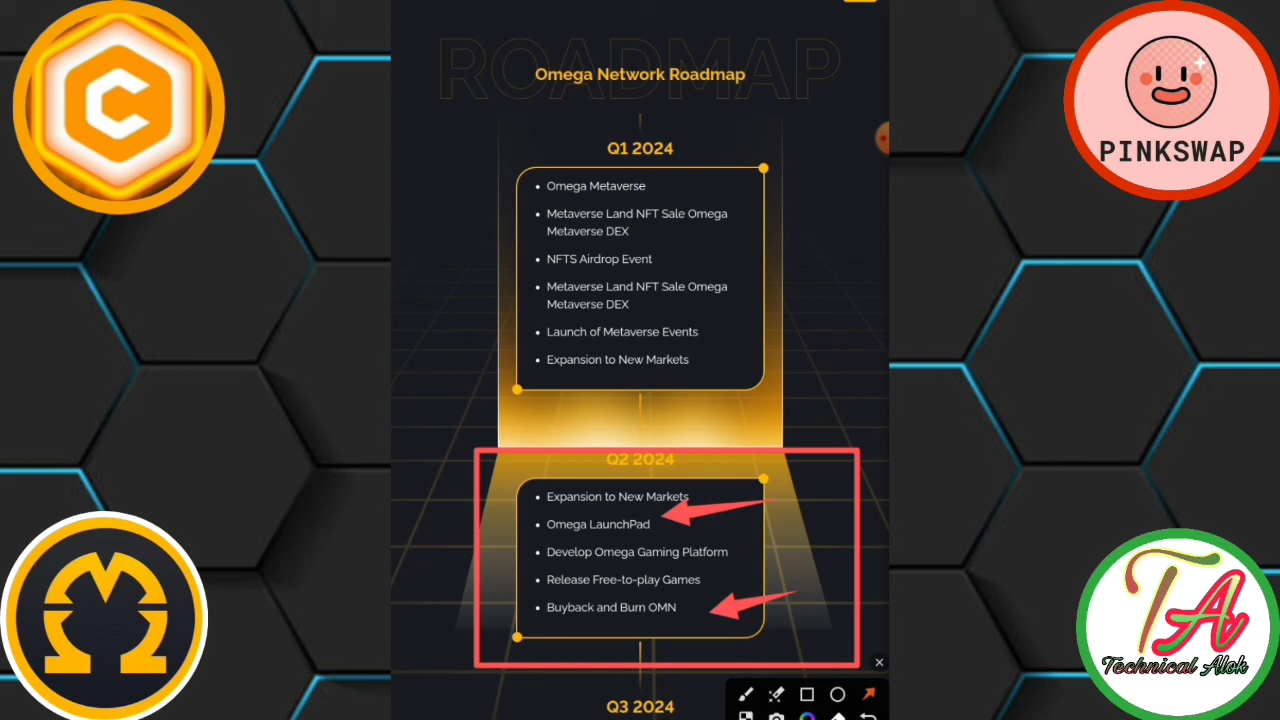 ROADMAP
Omega Network Roadmap
Q1 2024
Omega Metaverse
Metaverse Land NFT Sale Omega
Metaverse DEX
NFTS Airdrop Event
Metaverse Land NFT Sale Omega
Metaverse DEX
Launch of Metaverse Events
Expansion to New Markets
Q2 2024
Expansion to New Markets
Omega LaunchPad
Develop Omega Gaming Platform
Release Free-to-play Games
Buyback and Burn OMN
Q3 2024
C
PINKSWAP
TA
Technical Alok